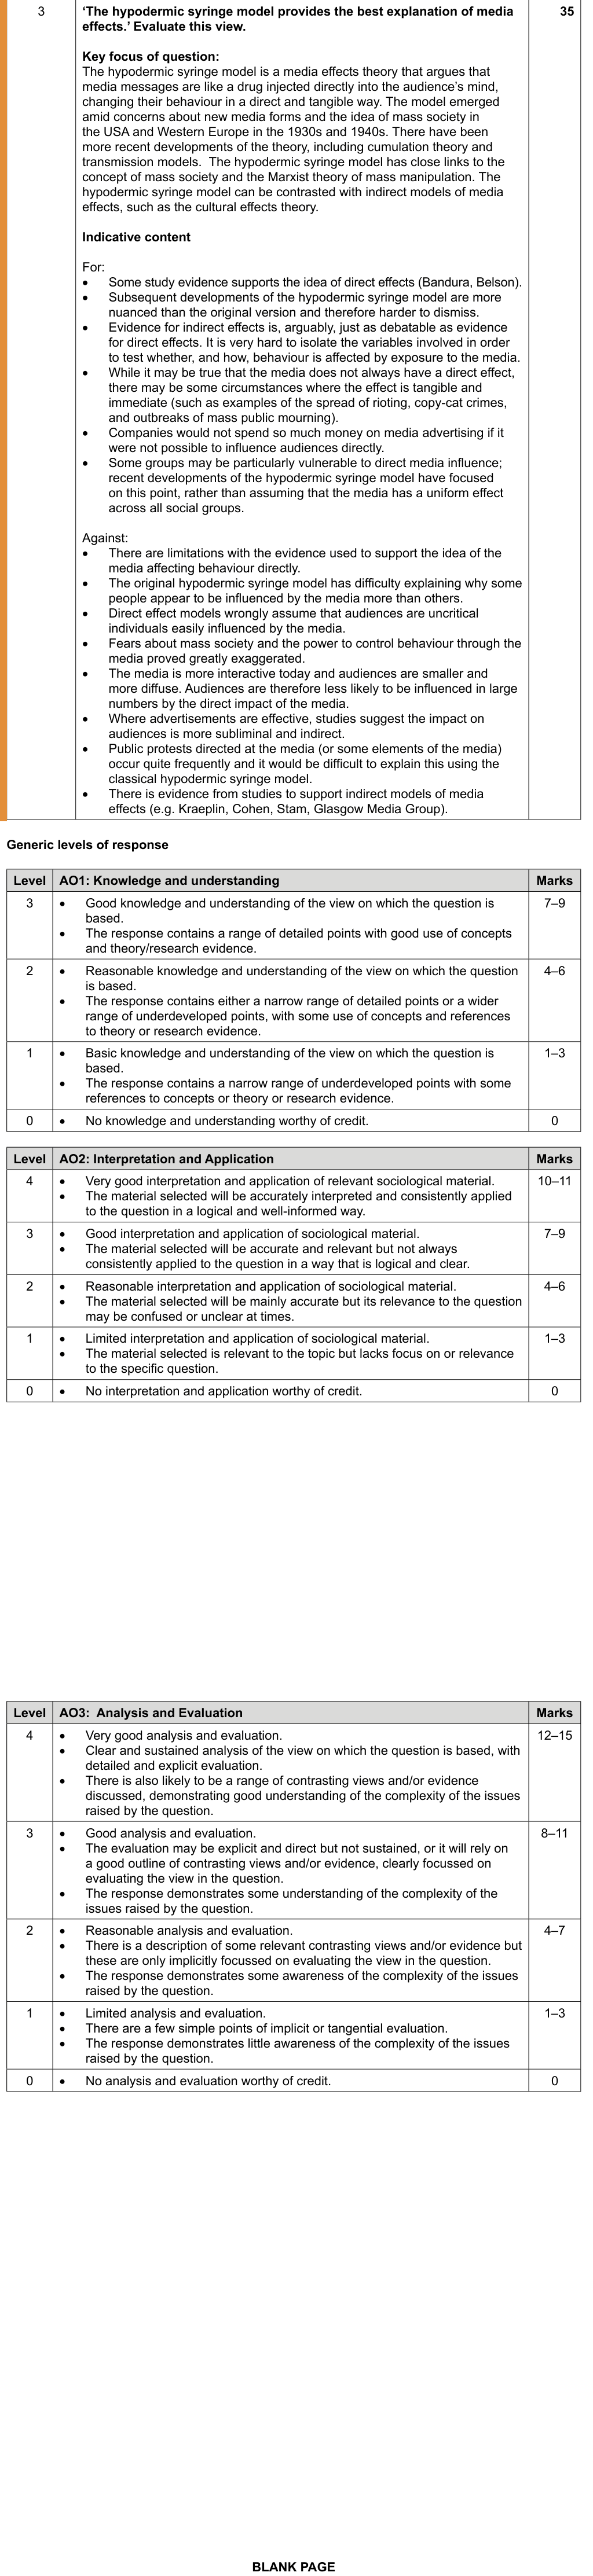 3
‘The hypodermic syringe model provides the best explanation of media
effects.’ Evaluate this view.
35
Key focus of question:
The hypodermic syringe model is a media effects theory that argues that
media messages are like a drug injected directly into the audience’s mind,
changing their behaviour in a direct and tangible way. The model emerged
amid concerns about new media forms and the idea of mass society in
the USA and Western Europe in the 1930s and 1940s. There have been
more recent developments of the theory, including cumulation theory and
transmission models.  The hypodermic syringe model has close links to the
concept of mass society and the Marxist theory of mass manipulation. The
hypodermic syringe model can be contrasted with indirect models of media
effects, such as the cultural effects theory.
Indicative content
For:
• Some study evidence supports the idea of direct effects (Bandura, Belson).
• Subsequent developments of the hypodermic syringe model are more
nuanced than the original version and therefore harder to dismiss.
• Evidence for indirect effects is, arguably, just as debatable as evidence
for direct effects. It is very hard to isolate the variables involved in order
to test whether, and how, behaviour is affected by exposure to the media.
• While it may be true that the media does not always have a direct effect,
there may be some circumstances where the effect is tangible and
immediate (such as examples of the spread of rioting, copy-cat crimes,
and outbreaks of mass public mourning).
• Companies would not spend so much money on media advertising if it
were not possible to influence audiences directly.
• Some groups may be particularly vulnerable to direct media influence;
recent developments of the hypodermic syringe model have focused
on this point, rather than assuming that the media has a uniform effect
across all social groups.
Against:
• There are limitations with the evidence used to support the idea of the
media affecting behaviour directly.
• The original hypodermic syringe model has difficulty explaining why some
people appear to be influenced by the media more than others.
• Direct effect models wrongly assume that audiences are uncritical
individuals easily influenced by the media.
• Fears about mass society and the power to control behaviour through the
media proved greatly exaggerated.
• The media is more interactive today and audiences are smaller and
more diffuse. Audiences are therefore less likely to be influenced in large
numbers by the direct impact of the media.
• Where advertisements are effective, studies suggest the impact on
audiences is more subliminal and indirect.
• Public protests directed at the media (or some elements of the media)
occur quite frequently and it would be difficult to explain this using the
classical hypodermic syringe model.
• There is evidence from studies to support indirect models of media
effects (e.g. Kraeplin, Cohen, Stam, Glasgow Media Group).
Generic levels of response
Level AO1: Knowledge and understanding Marks
3 • Good knowledge and understanding of the view on which the question is 7–9
based.
• The response contains a range of detailed points with good use of concepts
and theory/research evidence.
2 • Reasonable knowledge and understanding of the view on which the question 4–6
is based.
• The response contains either a narrow range of detailed points or a wider
range of underdeveloped points, with some use of concepts and references
to theory or research evidence.
1 • Basic knowledge and understanding of the view on which the question is 1–3
based.
• The response contains a narrow range of underdeveloped points with some
references to concepts or theory or research evidence.
0 • No knowledge and understanding worthy of credit. 0
Level AO2: Interpretation and Application Marks
4 • Very good interpretation and application of relevant sociological material. 10–11
• The material selected will be accurately interpreted and consistently applied
to the question in a logical and well-informed way.
3 • Good interpretation and application of sociological material. 7–9
• The material selected will be accurate and relevant but not always
consistently applied to the question in a way that is logical and clear.
2 • Reasonable interpretation and application of sociological material. 4–6
• The material selected will be mainly accurate but its relevance to the question
may be confused or unclear at times.
1 • Limited interpretation and application of sociological material. 1–3
• The material selected is relevant to the topic but lacks focus on or relevance
to the specific question.
0 • No interpretation and application worthy of credit. 0
Level AO3:  Analysis and Evaluation Marks
4 • Very good analysis and evaluation. 12–15
• Clear and sustained analysis of the view on which the question is based, with
detailed and explicit evaluation.
• There is also likely to be a range of contrasting views and/or evidence
discussed, demonstrating good understanding of the complexity of the issues
raised by the question.
3 • Good analysis and evaluation. 8–11
• The evaluation may be explicit and direct but not sustained, or it will rely on
a good outline of contrasting views and/or evidence, clearly focussed on
evaluating the view in the question.
• The response demonstrates some understanding of the complexity of the
issues raised by the question.
2 • Reasonable analysis and evaluation. 4–7
• There is a description of some relevant contrasting views and/or evidence but
these are only implicitly focussed on evaluating the view in the question.
• The response demonstrates some awareness of the complexity of the issues
raised by the question.
1 • Limited analysis and evaluation. 1–3
• There are a few simple points of implicit or tangential evaluation.
• The response demonstrates little awareness of the complexity of the issues
raised by the question.
0 • No analysis and evaluation worthy of credit. 0
BLANK PAGE